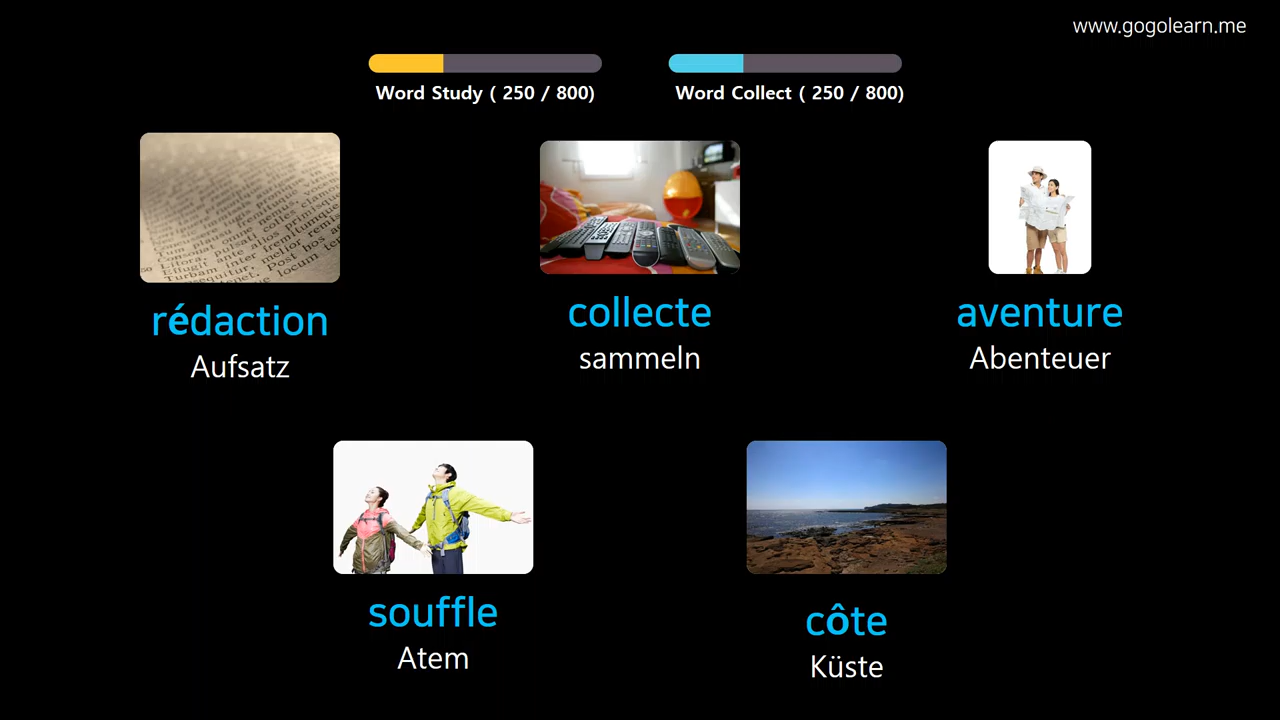 www.gogolearn.me
Word Study ( 250 / 800)
Word Collect ( 250 / 800)
rédaction
Aufsatz
collecte
sammeln
aventure
Abenteuer
souffle
Atem
côte
Küste